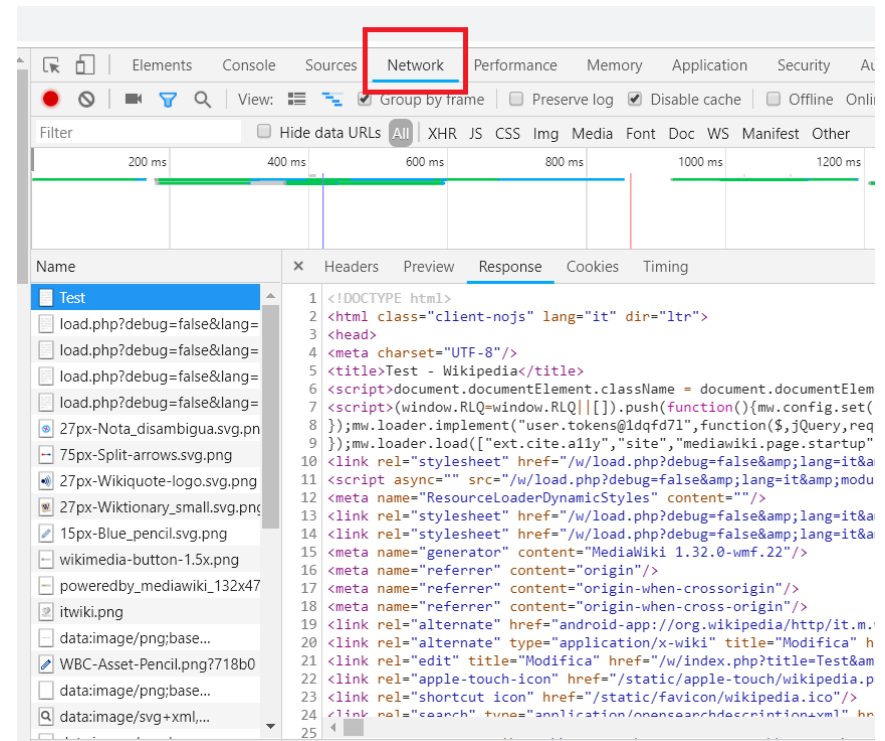 Elements Console Sources Network Performance Memory Application Security Au
View: Group by frame Preserve log Disable cache Offline Onlin
Filter Hide data URLs All XHR JS CSS Img Media Font Doc WS Manifest Other
200 ms 400 ms 600 ms 800 ms 1000 ms 1200 ms
Name
Test
load.php?debug=false&lang=
load.php?debug=false&lang=
load.php?debug=false&lang=
load.php?debug=false&lang=
27px-Nota_disambigua.svg.pn
75px-Split-arrows.svg.png
27px-Wikiquote-logo.svg.png
27px-Wiktionary_small.svg.png
15px-Blue_pencil.svg.png
wikimedia-button-1.5x.png
poweredby_mediawiki_132x47
itwiki.png
data:image/png;base...
WBC-Asset-Pencil.png?718b0
data:image/png;base...
data:image/svg+xml,...
× Headers Preview Response Cookies Timing
1 <!DOCTYPE html>
2 <html class="client-nojs" lang="it" dir="ltr">
3 <head>
4 <meta charset="UTF-8"/>
5 <title>Test - Wikipedia</title>
6 <script>document.documentElement.className = document.documentElem
7 <script>(window.RLQ=window.RLQ||[]).push(function(){mw.config.set(
8 });mw.loader.implement("user.tokens@1dqfd7l",function($,jQuery,req
9 });mw.loader.load(["ext.cite.a11y","site","mediawiki.page.startup"
10 <link rel="stylesheet" href="/w/load.php?debug=false&amp;lang=it&a
11 <script async="" src="/w/load.php?debug=false&amp;lang=it&amp;modu
12 <meta name="ResourceLoaderDynamicStyles" content=""/>
13 <link rel="stylesheet" href="/w/load.php?debug=false&amp;lang=it&a
14 <link rel="stylesheet" href="/w/load.php?debug=false&amp;lang=it&a
15 <meta name="generator" content="MediaWiki 1.32.0-wmf.22"/>
16 <meta name="referrer" content="origin"/>
17 <meta name="referrer" content="origin-when-crossorigin"/>
18 <meta name="referrer" content="origin-when-cross-origin"/>
19 <link rel="alternate" href="android-app://org.wikipedia/http/it.m.
20 <link rel="alternate" type="application/x-wiki" title="Modifica" h
21 <link rel="edit" title="Modifica" href="/w/index.php?title=Test&am
22 <link rel="apple-touch-icon" href="/static/apple-touch/wikipedia.p
23 <link rel="shortcut icon" href="/static/favicon/wikipedia.ico"/>
24 <link rel="search" type="application/opensearchdescription+xml" hr
25